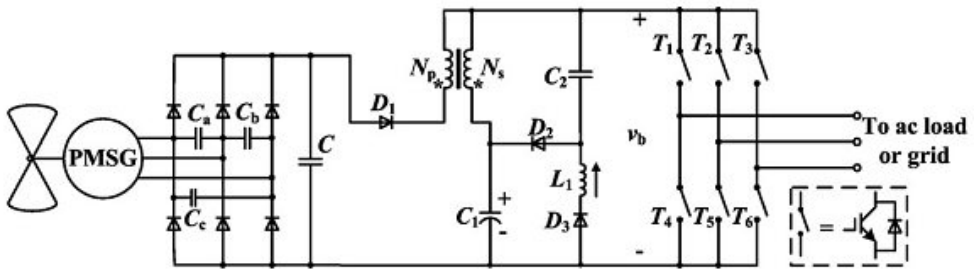 PMSG
Ca
Cb
Cc
C
D1
Np
*
Ns
*
C1
+
-
D2
C2
L1
D3
+
vb
-
T1
T2
T3
T4
T5
T6
To ac load
or grid
=